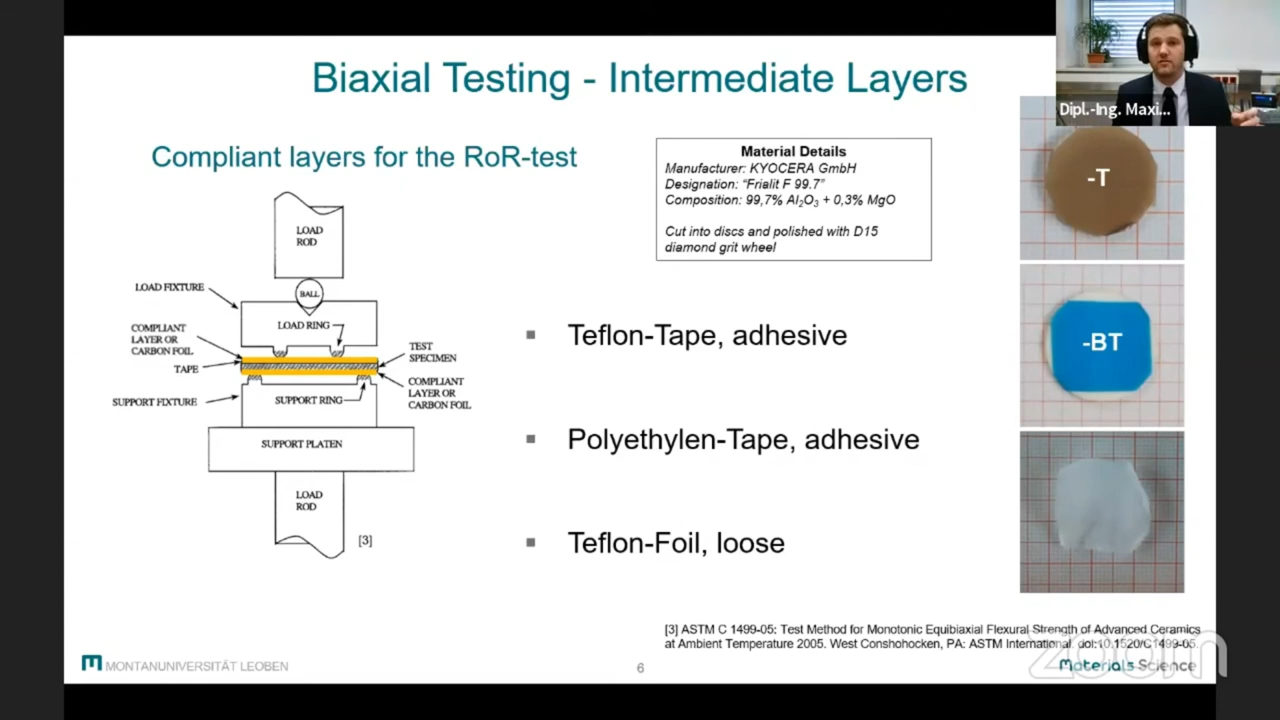 Biaxial Testing - Intermediate Layers
Dipl.-Ing. Maxi...
Compliant layers for the RoR-test
Material Details
Manufacturer: KYOCERA GmbH
Designation: “Frialit F 99.7”
Composition: 99,7% Al₂O₃ + 0,3% MgO
Cut into discs and polished with D15
diamond grit wheel
-T
LOAD
ROD
LOAD FIXTURE
BALL
LOAD RING
COMPLIANT
LAYER OR
CARBON FOIL
TAPE
TEST
SPECIMEN
COMPLIANT
LAYER OR
CARBON FOIL
SUPPORT FIXTURE
SUPPORT RING
SUPPORT PLATEN
LOAD
ROD
[3]
▪ Teflon-Tape, adhesive
-BT
▪ Polyethylen-Tape, adhesive
▪ Teflon-Foil, loose
[3] ASTM C 1499-05: Test Method for Monotonic Equibiaxial Flexural Strength of Advanced Ceramics
at Ambient Temperature 2005. West Conshohocken, PA: ASTM International. doi:10.1520/C1499-05.
MONTANUNIVERSITÄT LEOBEN
6
Materials Science
zoom